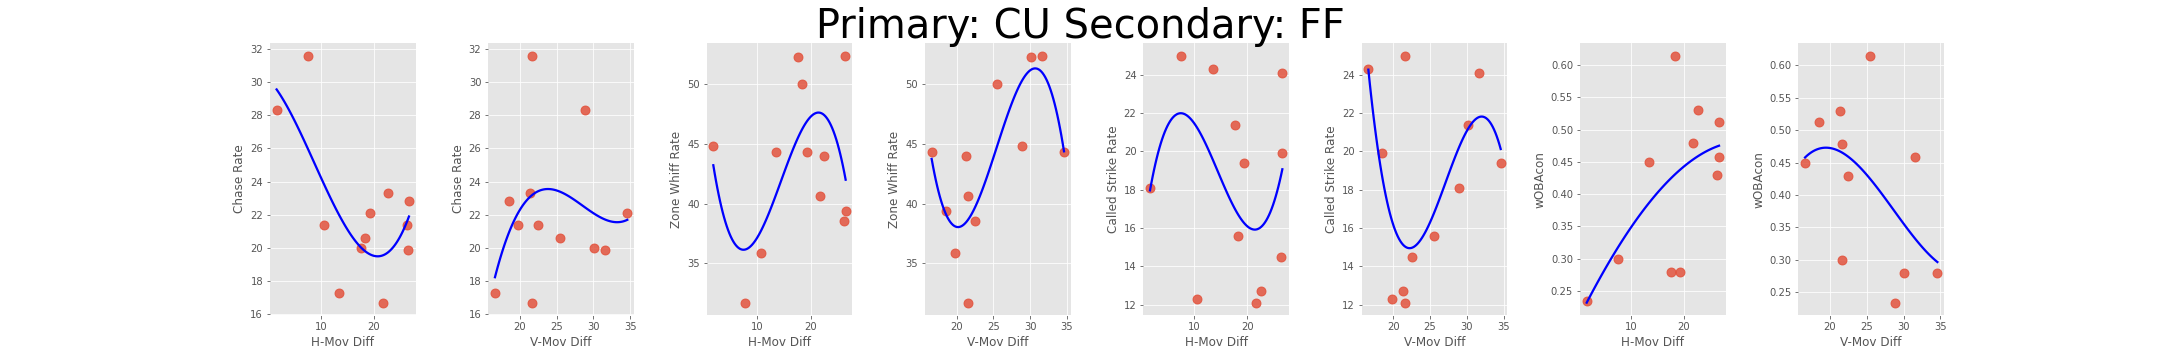 Primary: CU Secondary: FF
Chase Rate
32
30
28
26
24
22
20
18
16
10 20
H-Mov Diff
Chase Rate
32
30
28
26
24
22
20
18
16
20 25 30 35
V-Mov Diff
Zone Whiff Rate
50
45
40
35
10 20
H-Mov Diff
Zone Whiff Rate
50
45
40
35
20 25 30 35
V-Mov Diff
Called Strike Rate
24
22
20
18
16
14
12
10 20
H-Mov Diff
Called Strike Rate
24
22
20
18
16
14
12
20 25 30 35
V-Mov Diff
wOBAcon
0.60
0.55
0.50
0.45
0.40
0.35
0.30
0.25
10 20
H-Mov Diff
wOBAcon
0.60
0.55
0.50
0.45
0.40
0.35
0.30
0.25
20 25 30 35
V-Mov Diff